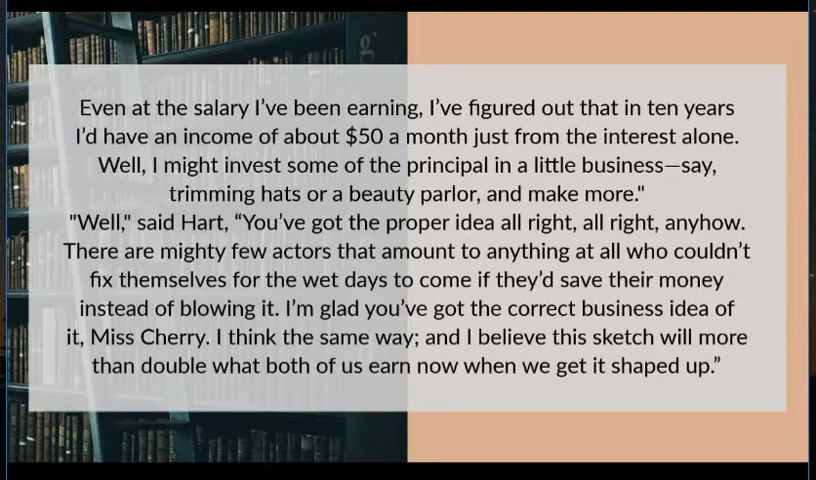 Even at the salary I’ve been earning, I’ve figured out that in ten years
I’d have an income of about $50 a month just from the interest alone.
Well, I might invest some of the principal in a little business—say,
trimming hats or a beauty parlor, and make more."
"Well," said Hart, “You’ve got the proper idea all right, all right, anyhow.
There are mighty few actors that amount to anything at all who couldn’t
fix themselves for the wet days to come if they’d save their money
instead of blowing it. I’m glad you’ve got the correct business idea of
it, Miss Cherry. I think the same way; and I believe this sketch will more
than double what both of us earn now when we get it shaped up.”